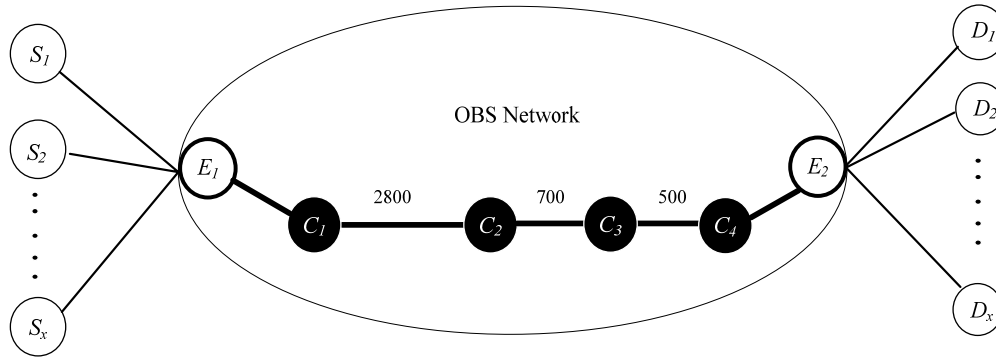 S1
D1
D2
OBS Network
S2
E1
E2
2800
700
500
C1
C2
C3
C4
Sx
Dx